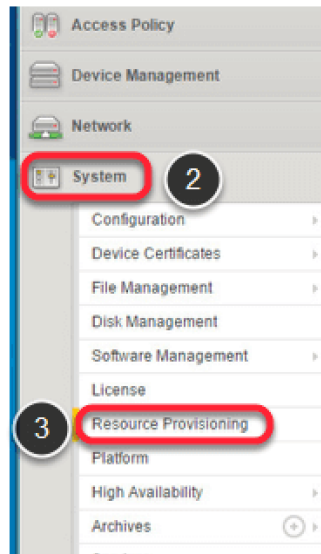 Access Policy
Device Management
Network
System
2
Configuration
Device Certificates
File Management
Disk Management
Software Management
License
3
Resource Provisioning
Platform
High Availability
Archives